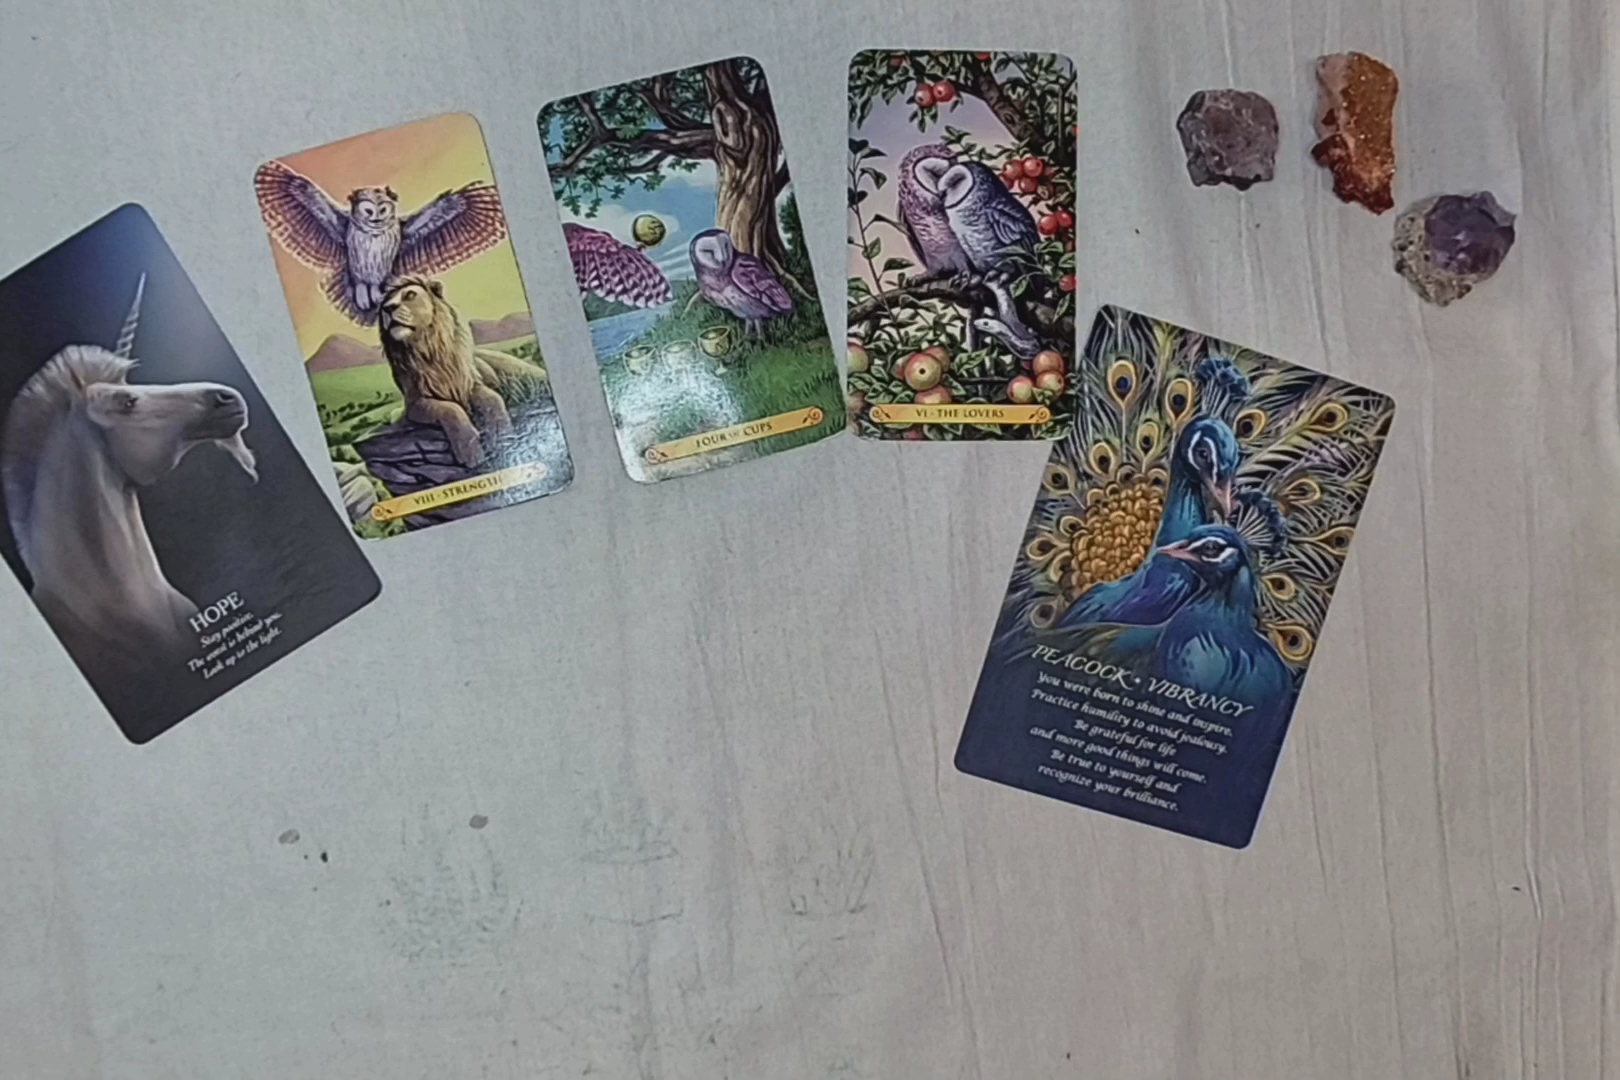 HOPE
Stay positive.
The worst is behind you.
Look up to the light.
VIII · STRENGTH
FOUR OF CUPS
VI · THE LOVERS
PEACOCK · VIBRANCY
You were born to shine and inspire.
Practice humility to avoid jealousy.
Be grateful for life
and more good things will come.
Be true to yourself and
recognize your brilliance.